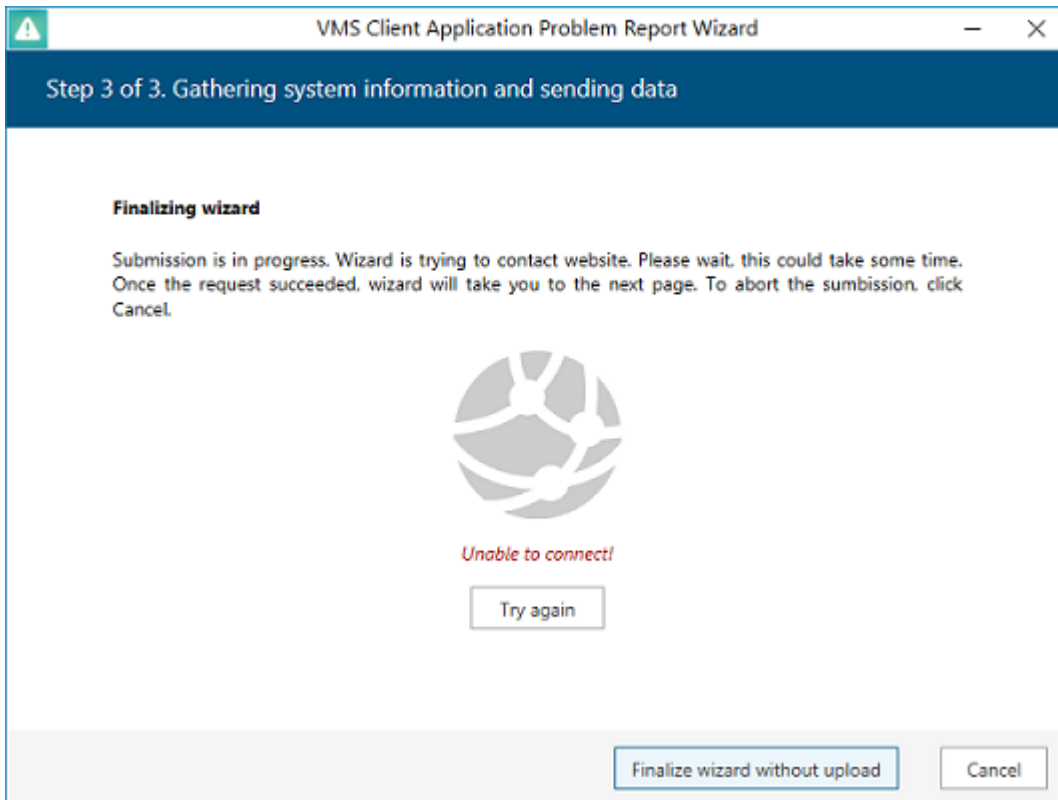 VMS Client Application Problem Report Wizard
Step 3 of 3. Gathering system information and sending data
Finalizing wizard
Submission is in progress. Wizard is trying to contact website. Please wait, this could take some time.
Once the request succeeded, wizard will take you to the next page. To abort the sumbission, click
Cancel.
Unable to connect!
Try again
Finalize wizard without upload
Cancel